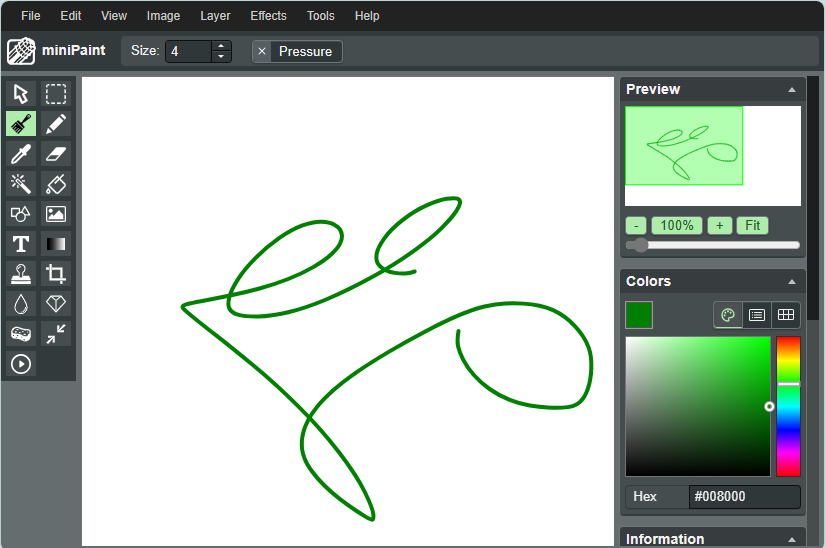 File Edit View Image Layer Effects Tools Help
miniPaint Size: 4 × Pressure
Preview
- 100% + Fit
Colors
Hex #008000
Information